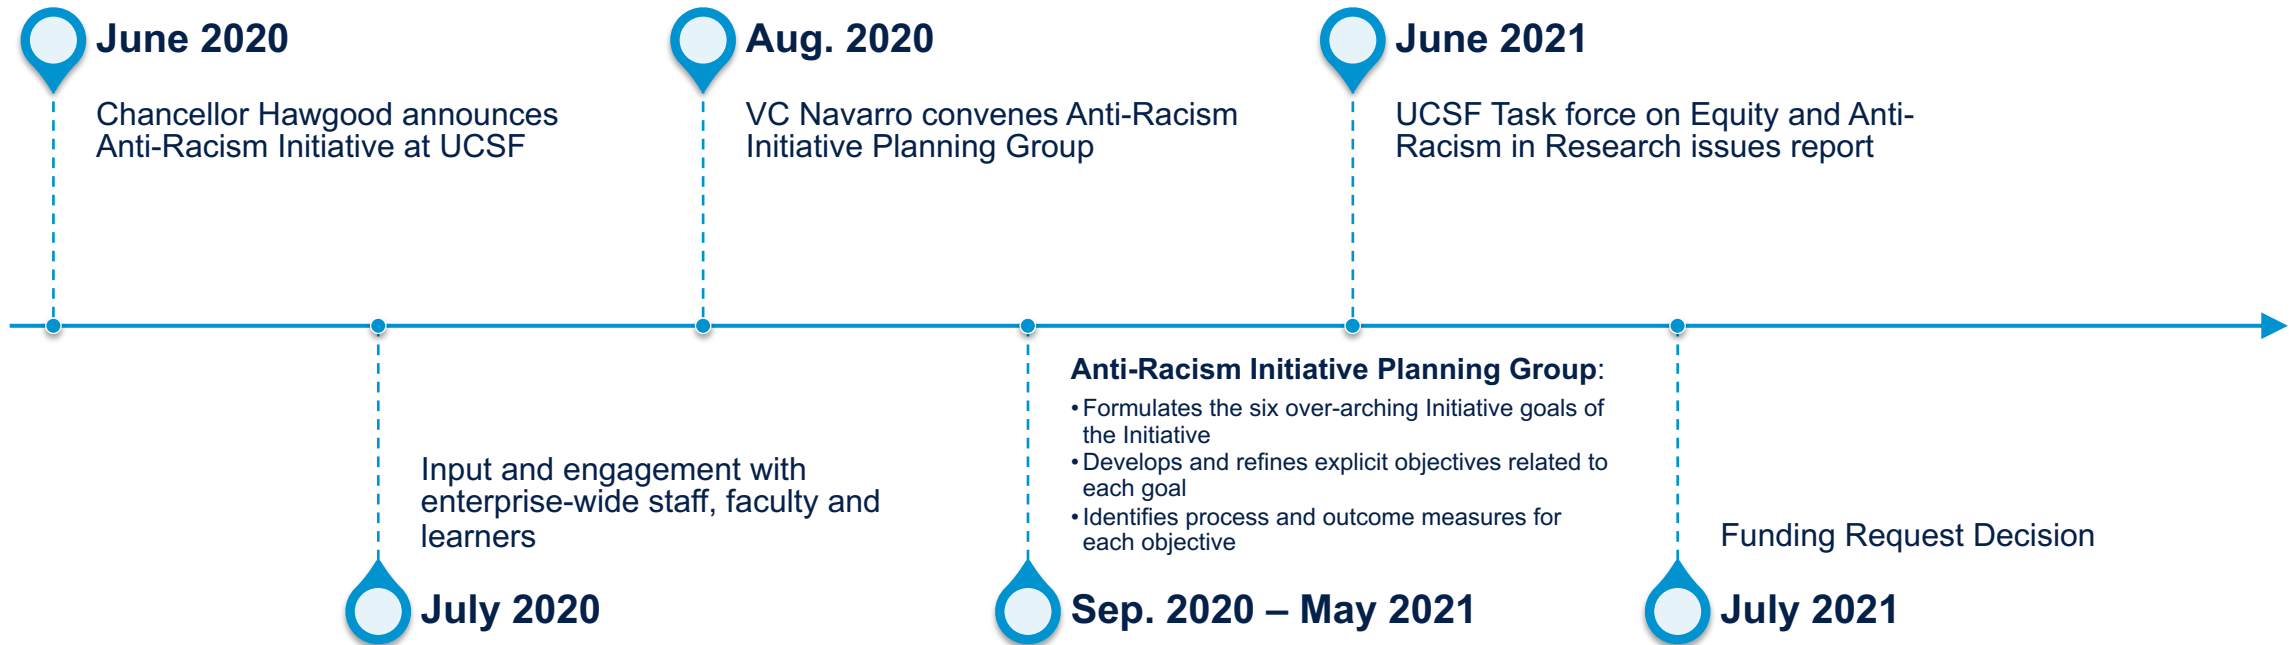 June 2020
Chancellor Hawgood announces
Anti-Racism Initiative at UCSF
Input and engagement with
enterprise-wide staff, faculty and
learners
July 2020
Aug. 2020
VC Navarro convenes Anti-Racism
Initiative Planning Group
Anti-Racism Initiative Planning Group:
•Formulates the six over-arching Initiative goals of
the Initiative
•Develops and refines explicit objectives related to
each goal
•Identifies process and outcome measures for
each objective
Sep. 2020 – May 2021
June 2021
UCSF Task force on Equity and Anti-
Racism in Research issues report
Funding Request Decision
July 2021